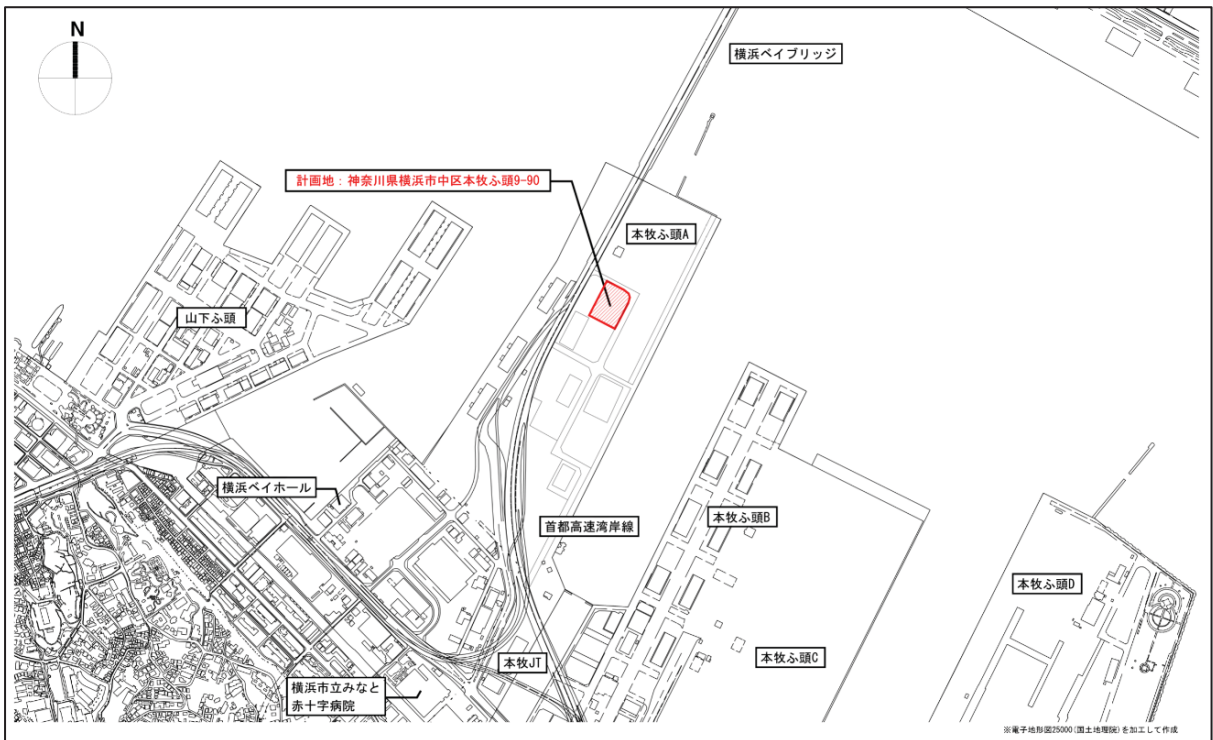 N
横浜ベイブリッジ
計画地：神奈川県横浜市中区本牧ふ頭9-90
本牧ふ頭A
山下ふ頭
横浜ベイホール
首都高速湾岸線
本牧ふ頭B
本牧ふ頭D
本牧JT
本牧ふ頭C
横浜市立みなと
赤十字病院
※電子地形図25000（国土地理院）を加工して作成